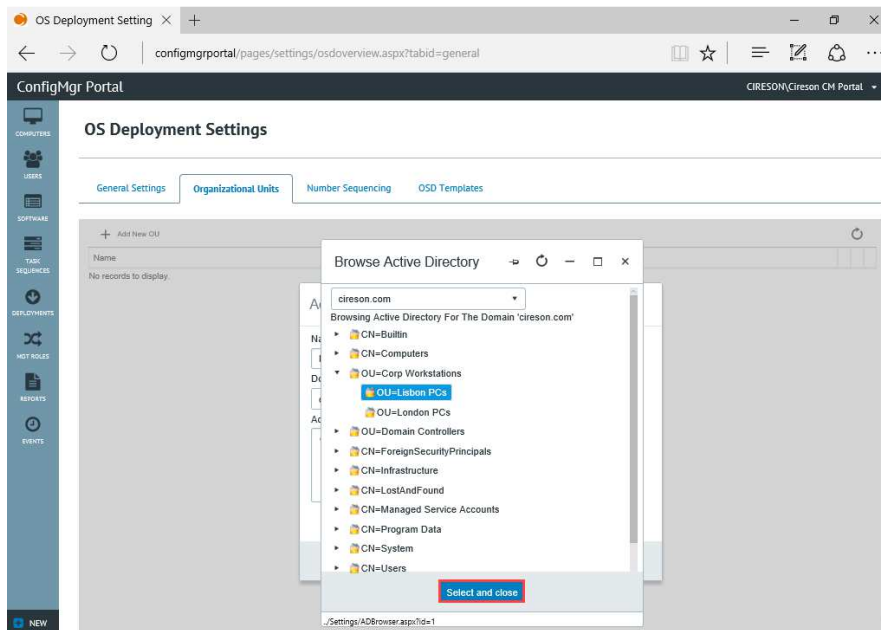 OS Deployment Setting
configmgrportal/pages/settings/osdoverview.aspx?tabid=general
ConfigMgr Portal
CIRESON\Cireson CM Portal
COMPUTERS
USERS
SOFTWARE
TASK
SEQUENCES
DEPLOYMENTS
MGT ROLES
REPORTS
EVENTS
NEW
OS Deployment Settings
General Settings
Organizational Units
Number Sequencing
OSD Templates
Add New OU
Name
No records to display.
Browse Active Directory
cireson.com
Browsing Active Directory For The Domain 'cireson.com'
CN=Builtin
CN=Computers
OU=Corp Workstations
OU=Lisbon PCs
OU=London PCs
OU=Domain Controllers
CN=ForeignSecurityPrincipals
CN=Infrastructure
CN=LostAndFound
CN=Managed Service Accounts
CN=Program Data
CN=System
CN=Users
Select and close
./Settings/ADBrowser.aspx?id=1